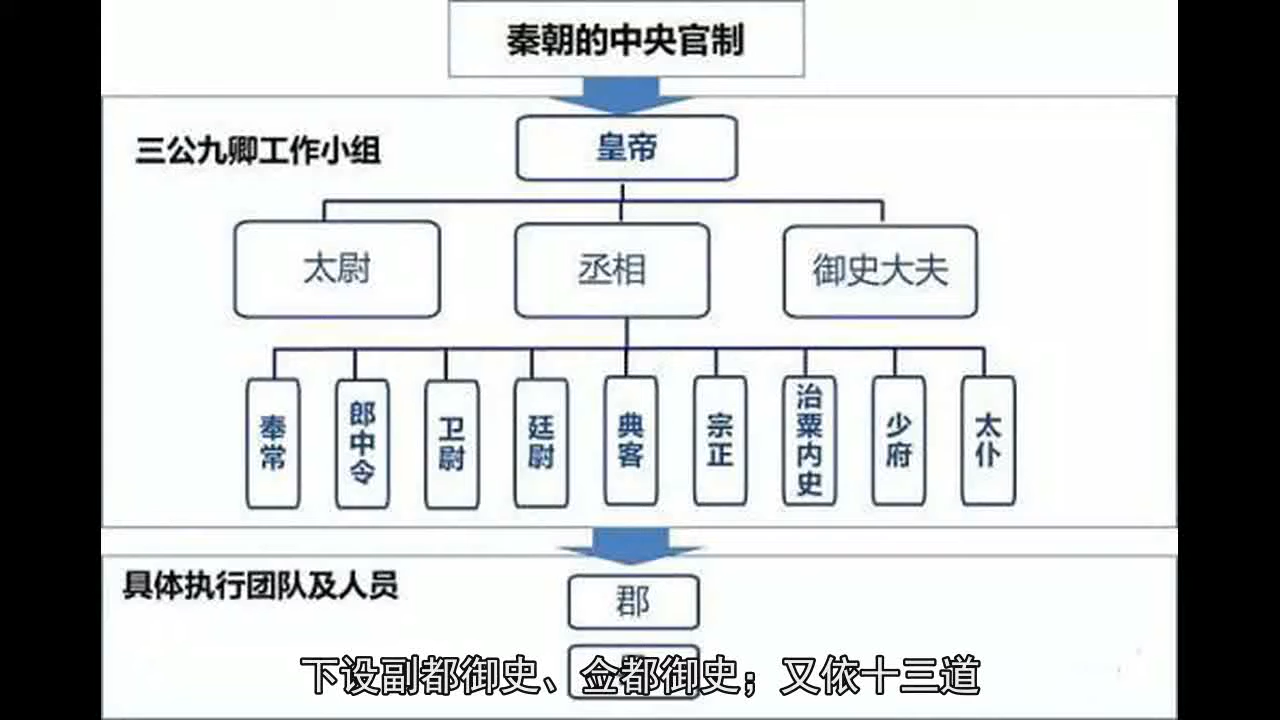 秦朝的中央官制
三公九卿工作小组
皇帝
太尉
丞相
御史大夫
奉常
郎中令
卫尉
廷尉
典客
宗正
治粟内史
少府
太仆
具体执行团队及人员
郡
下设副都御史、佥都御史；又依十三道